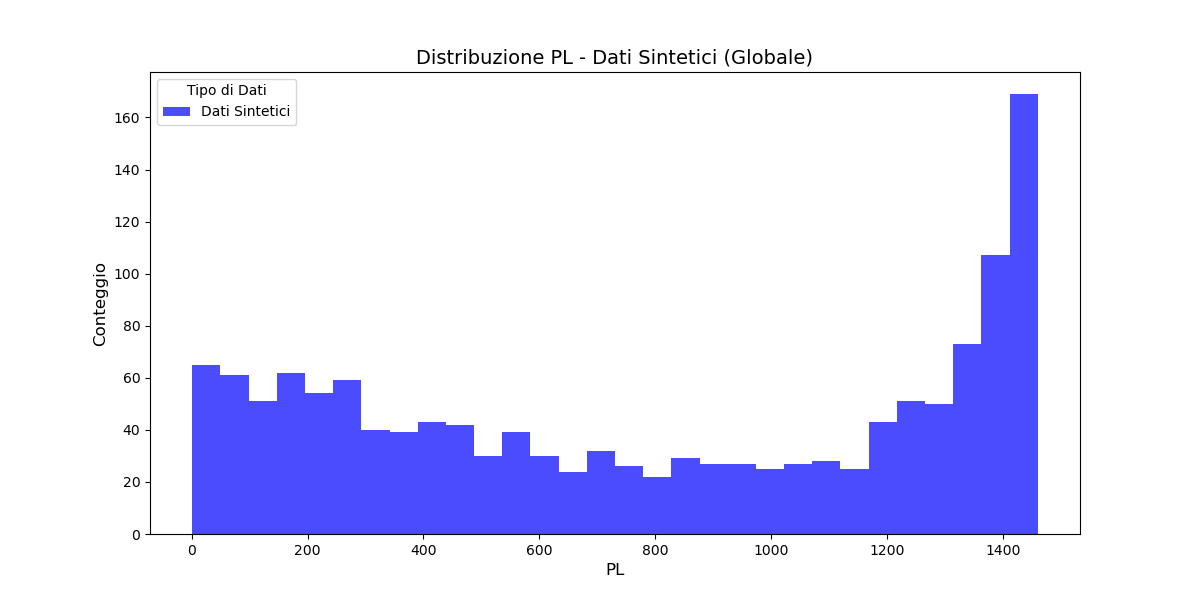 Distribuzione PL - Dati Sintetici (Globale)
Tipo di Dati
Dati Sintetici
160
140
120
100
80
60
40
20
0
Conteggio
0 200 400 600 800 1000 1200 1400
PL